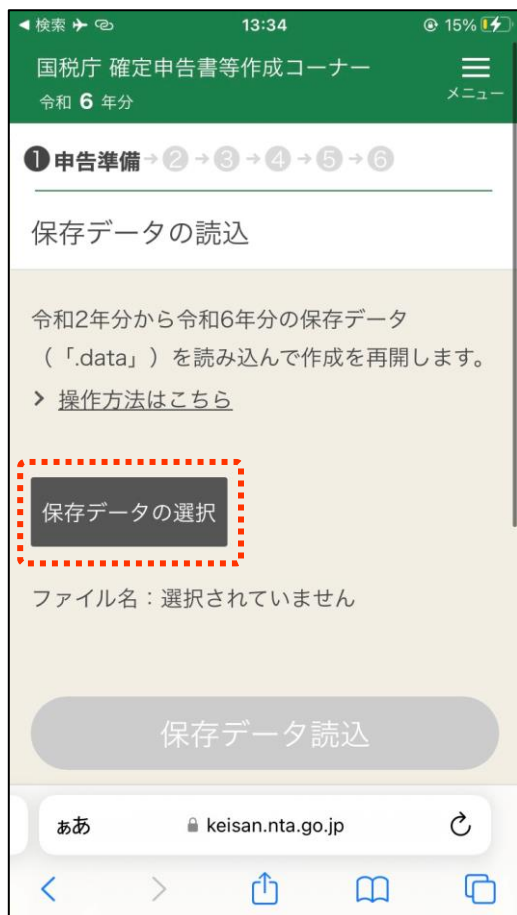 検索
13:34
15%
国税庁 確定申告書等作成コーナー
令和 6 年分
メニュー
1 申告準備→2→3→4→5→6
保存データの読込
令和2年分から令和6年分の保存データ
（「.data」）を読み込んで作成を再開します。
> 操作方法はこちら
保存データの選択
ファイル名：選択されていません
保存データ読込
ぁあ
keisan.nta.go.jp